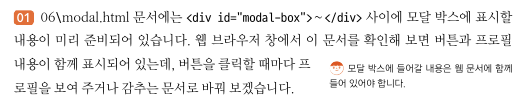 01 06\modal.html 문서에는 <div id="modal-box"> ~ </div> 사이에 모달 박스에 표시할
내용이 미리 준비되어 있습니다. 웹 브라우저 창에서 이 문서를 확인해 보면 버튼과 프로필
내용이 함께 표시되어 있는데, 버튼을 클릭할 때마다 프
로필을 보여 주거나 감추는 문서로 바꿔 보겠습니다.
모달 박스에 들어갈 내용은 웹 문서에 함께
들어 있어야 합니다.